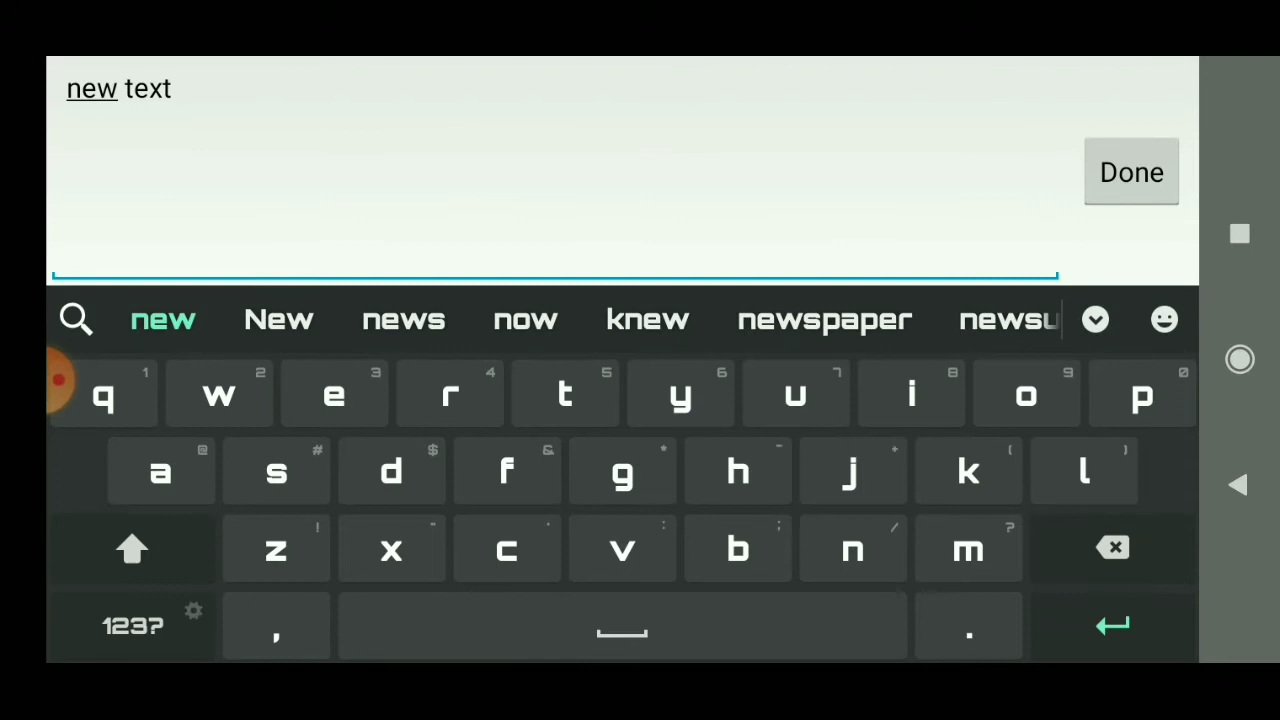 new text
Done
new New news now knew newspaper newsu
q 1 w 2 e 3 r 4 t 5 y 6 u 7 i 8 o 9 p 0
a @ s # d $ f & g * h - j + k ( l )
z ! x " c ' v : b ; n / m ?
123? , .